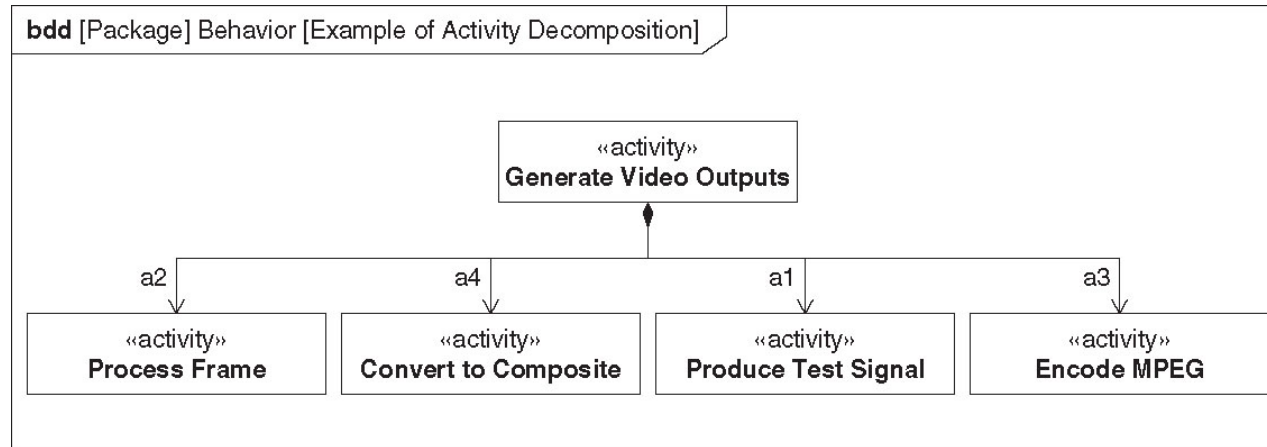 bdd [Package] Behavior [Example of Activity Decomposition]
«activity»
Generate Video Outputs
a2
a4
a1
a3
«activity»
Process Frame
«activity»
Convert to Composite
«activity»
Produce Test Signal
«activity»
Encode MPEG